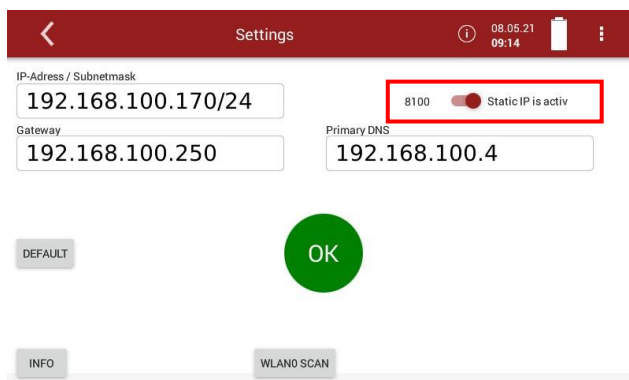 Settings
08.05.21
09:14
IP-Adress / Subnetmask
192.168.100.170/24
8100 Static IP is activ
Gateway
192.168.100.250
Primary DNS
192.168.100.4
DEFAULT
OK
INFO
WLAN0 SCAN